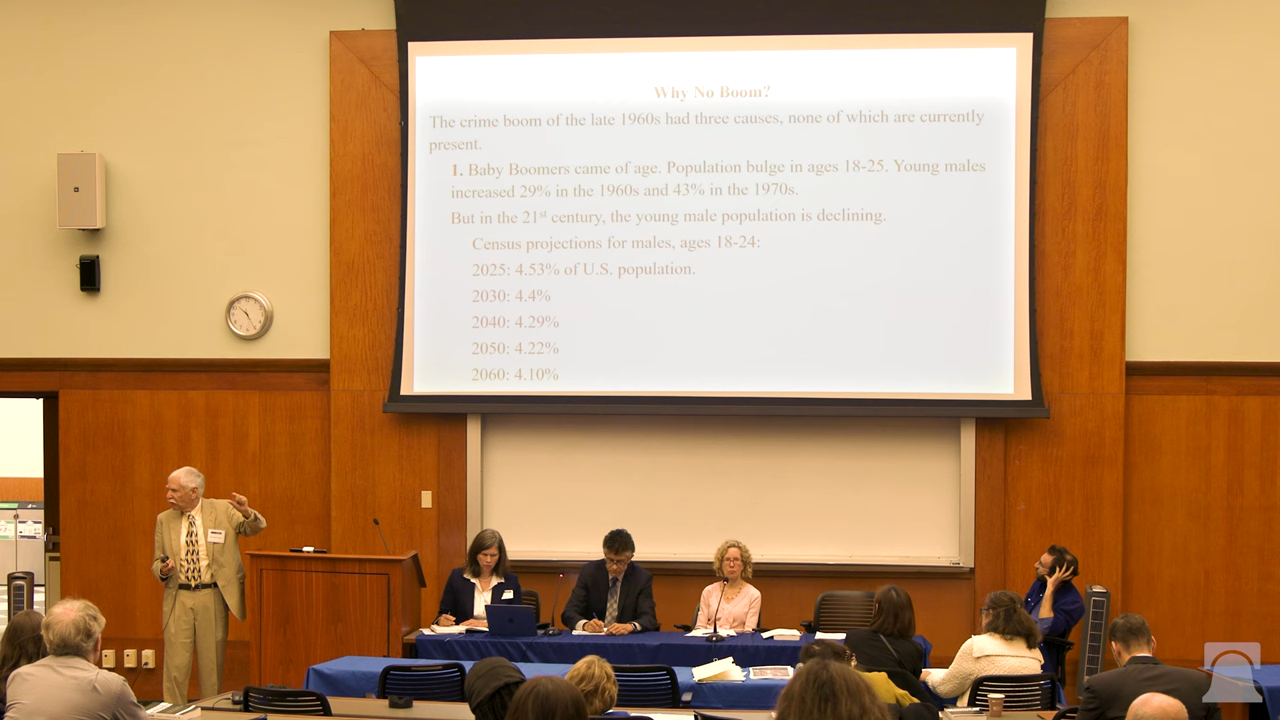 Why No Boom?
The crime boom of the late 1960s had three causes, none of which are currently
present.
1. Baby Boomers came of age. Population bulge in ages 18-25. Young males
increased 29% in the 1960s and 43% in the 1970s.
But in the 21st century, the young male population is declining.
Census projections for males, ages 18-24:
2025: 4.53% of U.S. population.
2030: 4.4%
2040: 4.29%
2050: 4.22%
2060: 4.10%